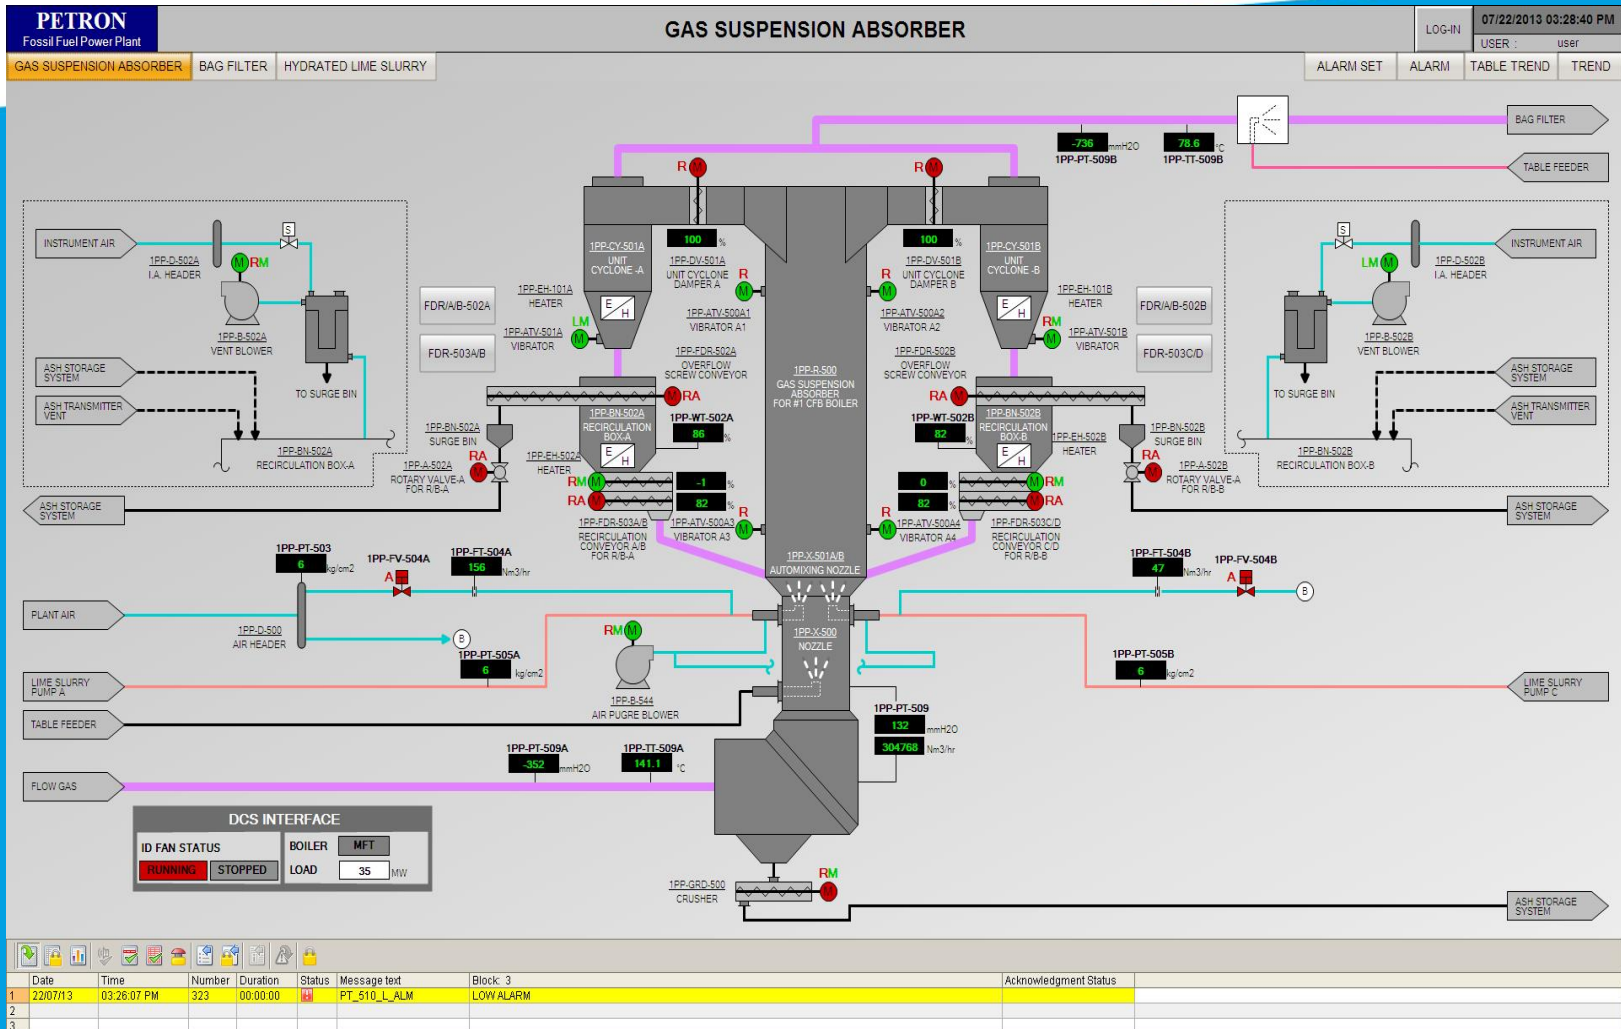 PETRON
Fossil Fuel Power Plant
GAS SUSPENSION ABSORBER
LOG-IN
07/22/2013 03:28:40 PM
USER : user
GAS SUSPENSION ABSORBER
BAG FILTER
HYDRATED LIME SLURRY
ALARM SET
ALARM
TABLE TREND
TREND
BAG FILTER
-736 mmH2O
1PP-PT-509B
78.6 °C
1PP-TT-509B
TABLE FEEDER
R M
R M
INSTRUMENT AIR
S
1PP-D-502A
I.A. HEADER
M RM
1PP-B-502A
VENT BLOWER
ASH STORAGE
SYSTEM
ASH TRANSMITTER
VENT
TO SURGE BIN
1PP-BN-502A
RECIRCULATION BOX-A
ASH STORAGE
SYSTEM
1PP-CY-501A
UNIT
CYCLONE -A
100 %
1PP-DV-501A
UNIT CYCLONE
DAMPER A
1PP-EH-101A
HEATER
E
H
FDR/A/B-502A
FDR-503A/B
LM
M
1PP-ATV-501A
VIBRATOR
R
M
1PP-ATV-500A1
VIBRATOR A1
1PP-FDR-502A
OVERFLOW
SCREW CONVEYOR
M RA
1PP-BN-502A
RECIRCULATION
BOX-A
1PP-WT-502A
86 %
1PP-BN-502A
SURGE BIN
RA
M
1PP-A-502A
ROTARY VALVE-A
FOR R/B-A
1PP-EH-502A
HEATER
E
H
RM M
-1 %
RA M
82 %
1PP-FDR-503A/B
RECIRCULATION
CONVEYOR A/B
FOR R/B-A
R
M
1PP-ATV-500A3
VIBRATOR A3
1PP-R-500
GAS SUSPENSION
ABSORBER
FOR #1 CFB BOILER
1PP-X-501A/B
AUTOMIXING NOZZLE
1PP-X-500
NOZZLE
100 %
1PP-DV-501B
UNIT CYCLONE
DAMPER B
1PP-CY-501B
UNIT
CYCLONE -B
1PP-EH-101B
HEATER
E
H
R
M
1PP-ATV-500A2
VIBRATOR A2
RM
M
1PP-ATV-501B
VIBRATOR
FDR/A/B-502B
FDR-503C/D
1PP-FDR-502B
OVERFLOW
SCREW CONVEYOR
RA M
1PP-WT-502B
82 %
1PP-BN-502B
RECIRCULATION
BOX-B
E
H
1PP-EH-502B
HEATER
1PP-BN-502B
SURGE BIN
RA
M
1PP-A-502B
ROTARY VALVE-A
FOR R/B-B
0 %
M RM
82 %
M RA
R
M
1PP-ATV-500A4
VIBRATOR A4
1PP-FDR-503C/D
RECIRCULATION
CONVEYOR C/D
FOR R/B-B
S
INSTRUMENT AIR
LM M
1PP-D-502B
I.A. HEADER
1PP-B-502B
VENT BLOWER
TO SURGE BIN
ASH STORAGE
SYSTEM
ASH TRANSMITTER
VENT
1PP-BN-502B
RECIRCULATION BOX-B
ASH STORAGE
SYSTEM
1PP-PT-503
6 kg/cm2
1PP-FV-504A
A
1PP-FT-504A
156 Nm3/hr
PLANT AIR
1PP-D-500
AIR HEADER
B
1PP-FT-504B
47 Nm3/hr
1PP-FV-504B
A
B
1PP-PT-505A
6 kg/cm2
LIME SLURRY
PUMP A
TABLE FEEDER
RM M
1PP-B-544
AIR PUGRE BLOWER
1PP-PT-505B
6 kg/cm2
LIME SLURRY
PUMP C
1PP-PT-509
132 mmH2O
304768 Nm3/hr
1PP-PT-509A
-352 mmH2O
1PP-TT-509A
141.1 °C
FLOW GAS
DCS INTERFACE
ID FAN STATUS
RUNNING
STOPPED
BOILER MFT
LOAD 35 MW
1PP-GRD-500
CRUSHER
RM
M
ASH STORAGE
SYSTEM
Date Time Number Duration Status Message text Block: 3 Acknowledgment Status
1 22/07/13 03:26:07 PM 323 00:00:00 PT_510_L_ALM LOW ALARM
2
3